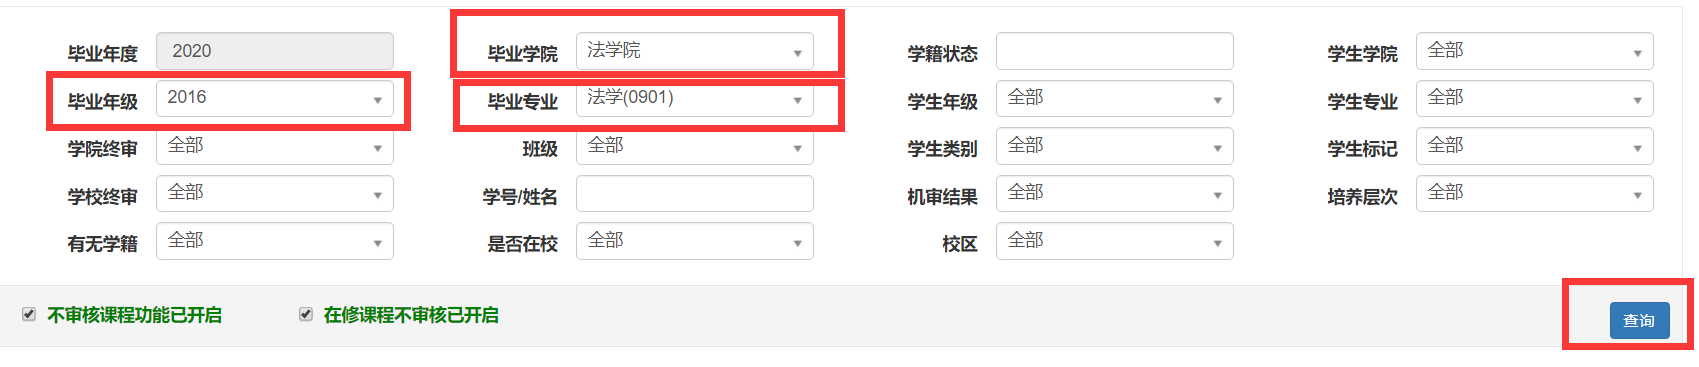 毕业年度 2020 毕业学院 法学院 学籍状态 学生学院 全部
毕业年级 2016 毕业专业 法学(0901) 学生年级 全部 学生专业 全部
学院终审 全部 班级 全部 学生类别 全部 学生标记 全部
学校终审 全部 学号/姓名 机审结果 全部 培养层次 全部
有无学籍 全部 是否在校 全部 校区 全部
不审核课程功能已开启 在修课程不审核已开启 查询